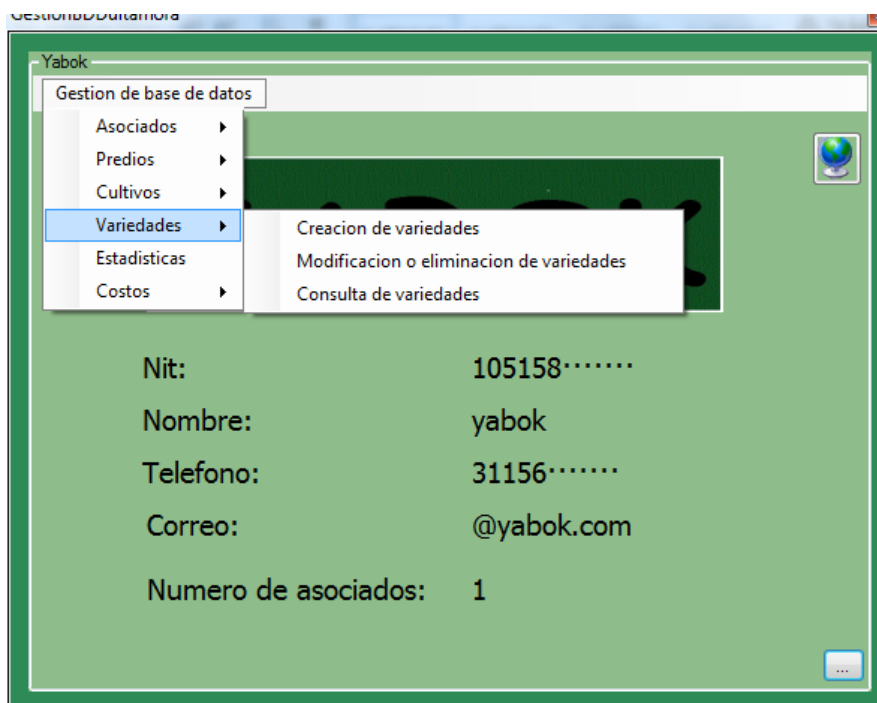 GestionBDDuitamora
Yabok
Gestion de base de datos
Asociados
Predios
Cultivos
Variedades
Creacion de variedades
Estadisticas
Modificacion o eliminacion de variedades
Costos
Consulta de variedades
Nit: 105158·······
Nombre: yabok
Telefono: 31156·······
Correo: @yabok.com
Numero de asociados: 1
...